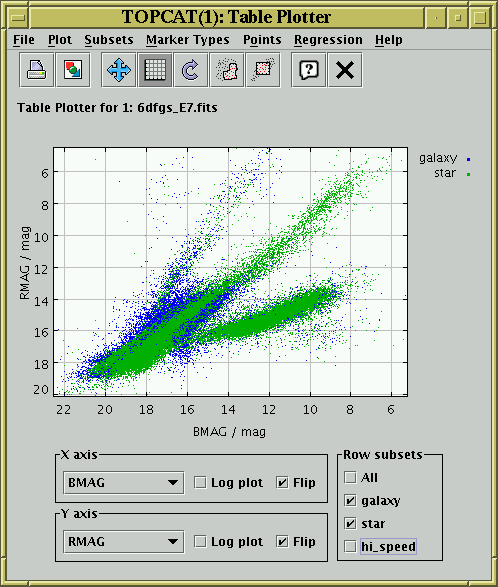 TOPCAT(1): Table Plotter
File Plot Subsets Marker Types Points Regression Help
Table Plotter for 1: 6dfgs_E7.fits
galaxy
star
6
8
10
12
14
16
18
20
RMAG / mag
22 20 18 16 14 12 10 8 6
BMAG / mag
X axis
BMAG Log plot Flip
Y axis
RMAG Log plot Flip
Row subsets
All
galaxy
star
hi_speed